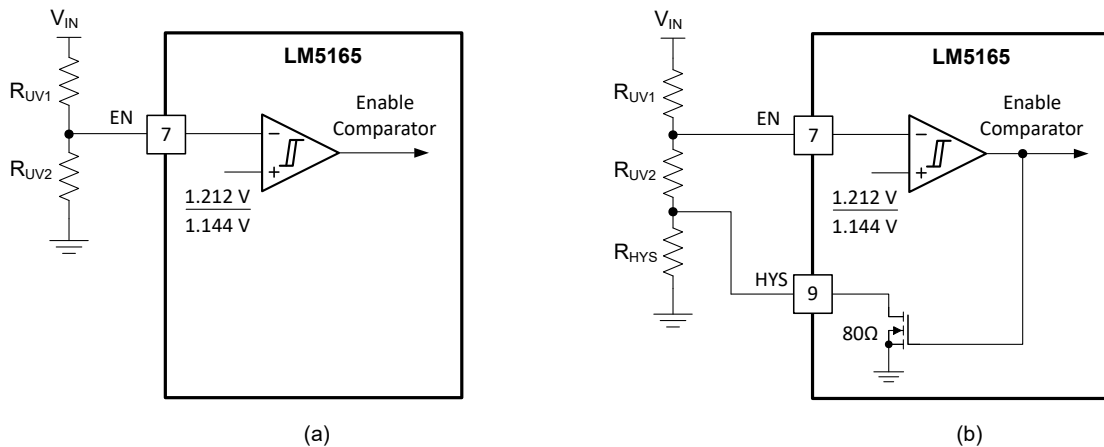 V_IN
LM5165
R_UV1
EN
7
−
+
Enable
Comparator
R_UV2
1.212 V
1.144 V
(a)
V_IN
LM5165
R_UV1
EN
7
−
+
Enable
Comparator
R_UV2
1.212 V
1.144 V
R_HYS
HYS
9
80Ω
(b)